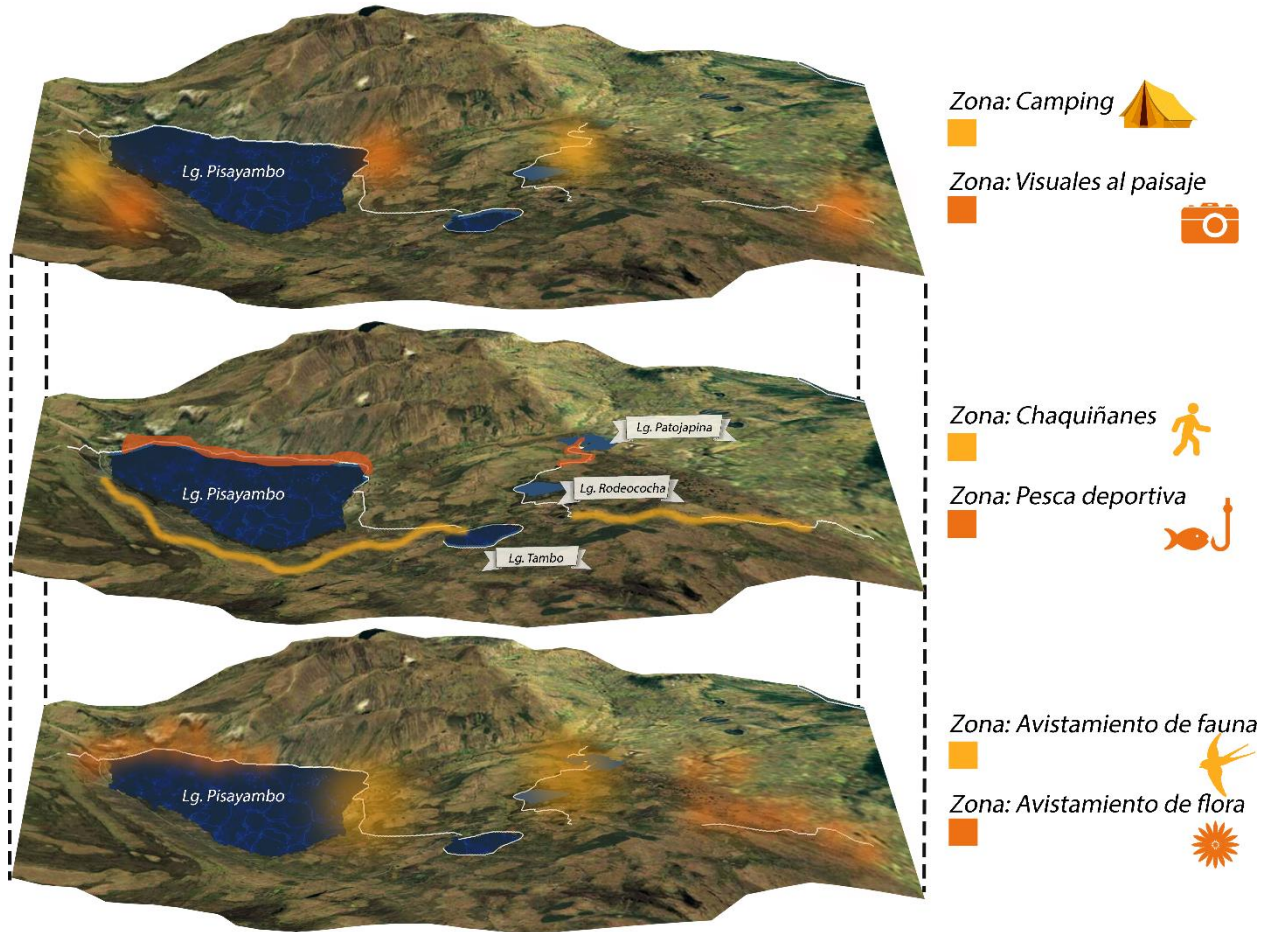 Zona: Camping
Lg. Pisayambo
Zona: Visuales al paisaje
Zona: Chaquiñanes
Lg. Patojapina
Lg. Pisayambo
Lg. Rodeococha
Zona: Pesca deportiva
Lg. Tambo
Zona: Avistamiento de fauna
Lg. Pisayambo
Zona: Avistamiento de flora